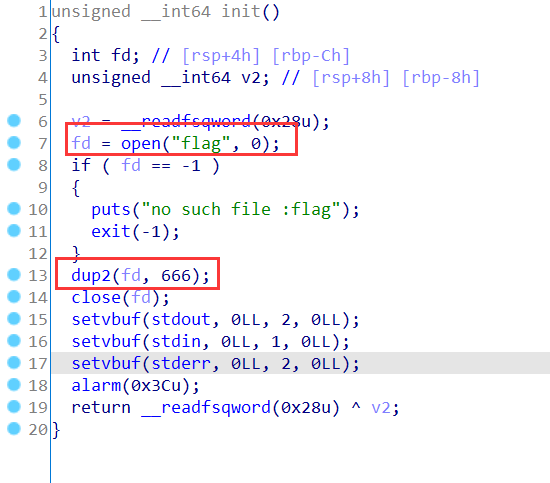 1 unsigned __int64 init()
2 {
3 int fd; // [rsp+4h] [rbp-Ch]
4 unsigned __int64 v2; // [rsp+8h] [rbp-8h]
5
6 v2 = __readfsqword(0x28u);
7 fd = open("flag", 0);
8 if ( fd == -1 )
9 {
10 puts("no such file :flag");
11 exit(-1);
12 }
13 dup2(fd, 666);
14 close(fd);
15 setvbuf(stdout, 0LL, 2, 0LL);
16 setvbuf(stdin, 0LL, 1, 0LL);
17 setvbuf(stderr, 0LL, 2, 0LL);
18 alarm(0x3Cu);
19 return __readfsqword(0x28u) ^ v2;
20 }